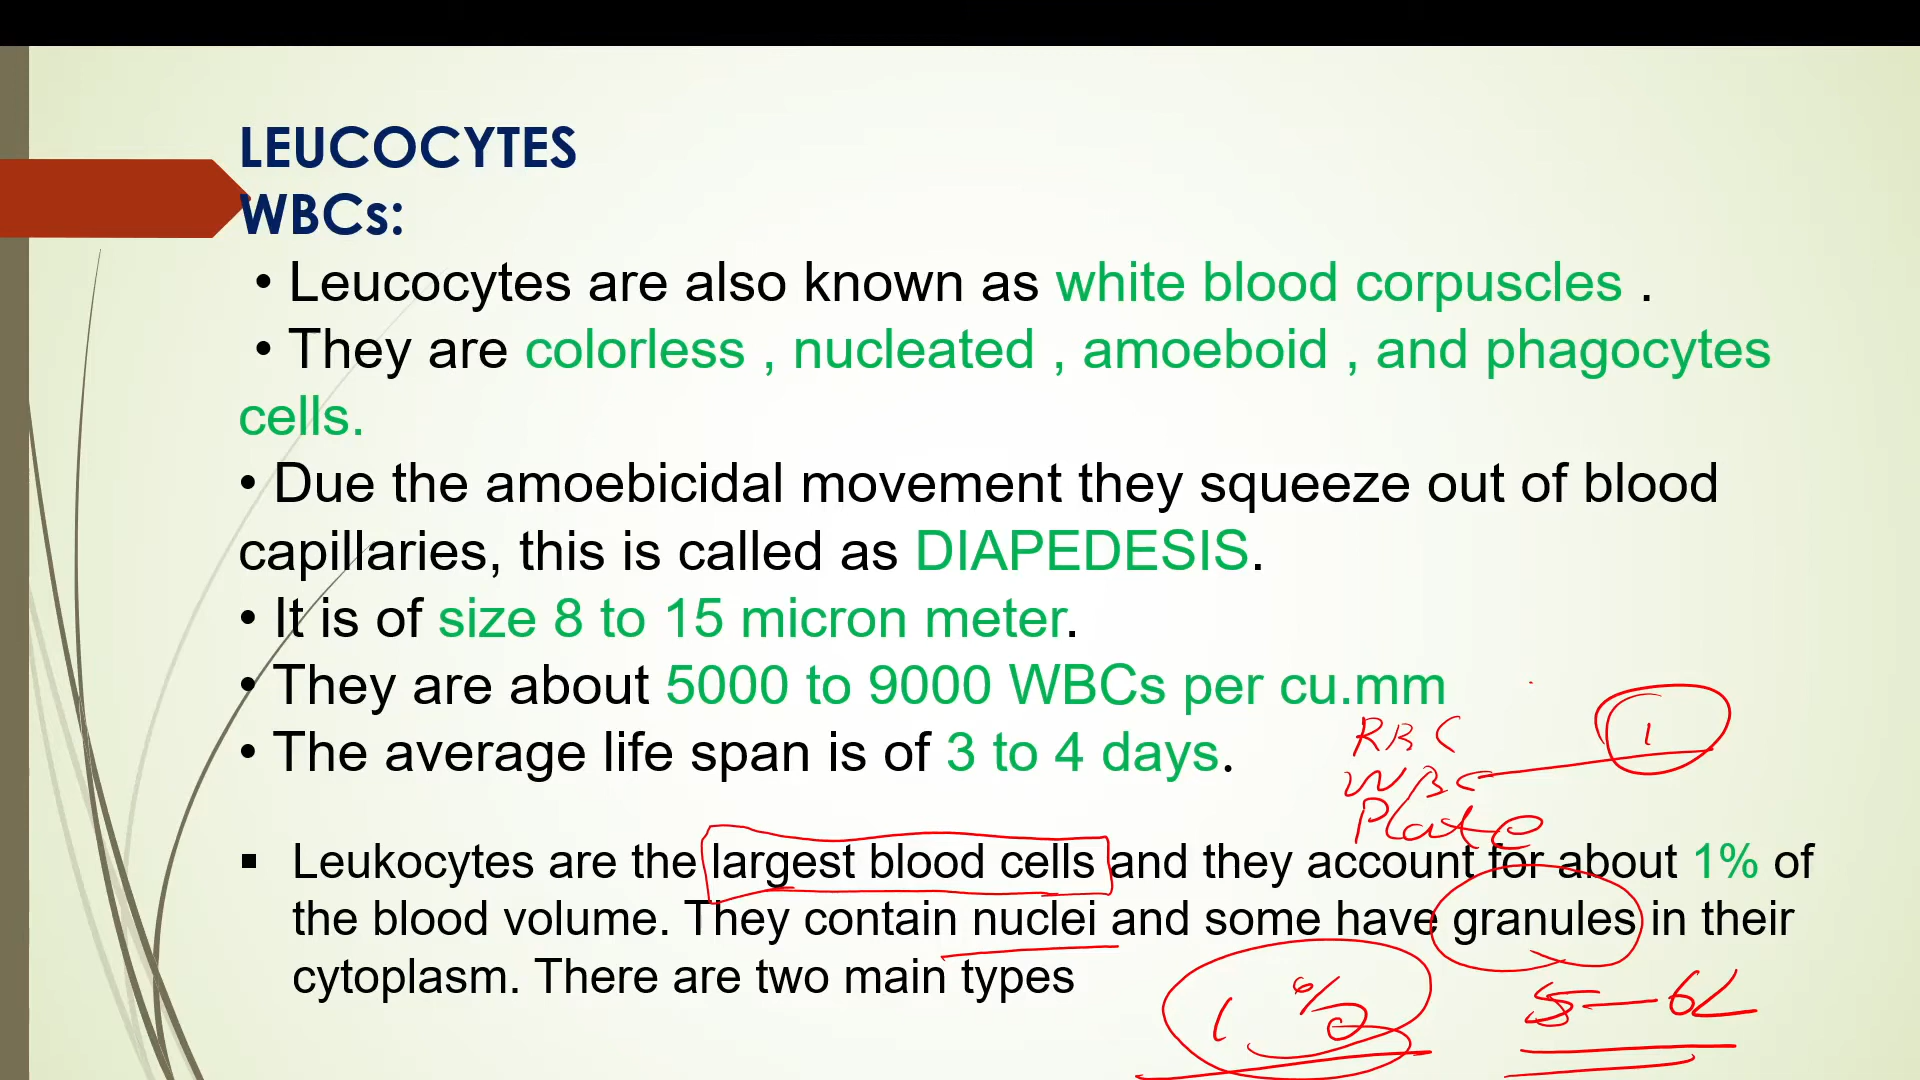 LEUCOCYTES
WBCs:
• Leucocytes are also known as white blood corpuscles .
• They are colorless , nucleated , amoeboid , and phagocytes
cells.
• Due the amoebicidal movement they squeeze out of blood
capillaries, this is called as DIAPEDESIS.
• It is of size 8 to 15 micron meter.
• They are about 5000 to 9000 WBCs per cu.mm
• The average life span is of 3 to 4 days.
RBC
1
WBC
Plate
▪ Leukocytes are the largest blood cells and they account for about 1% of
the blood volume. They contain nuclei and some have granules in their
cytoplasm. There are two main types
1 %
5-6L